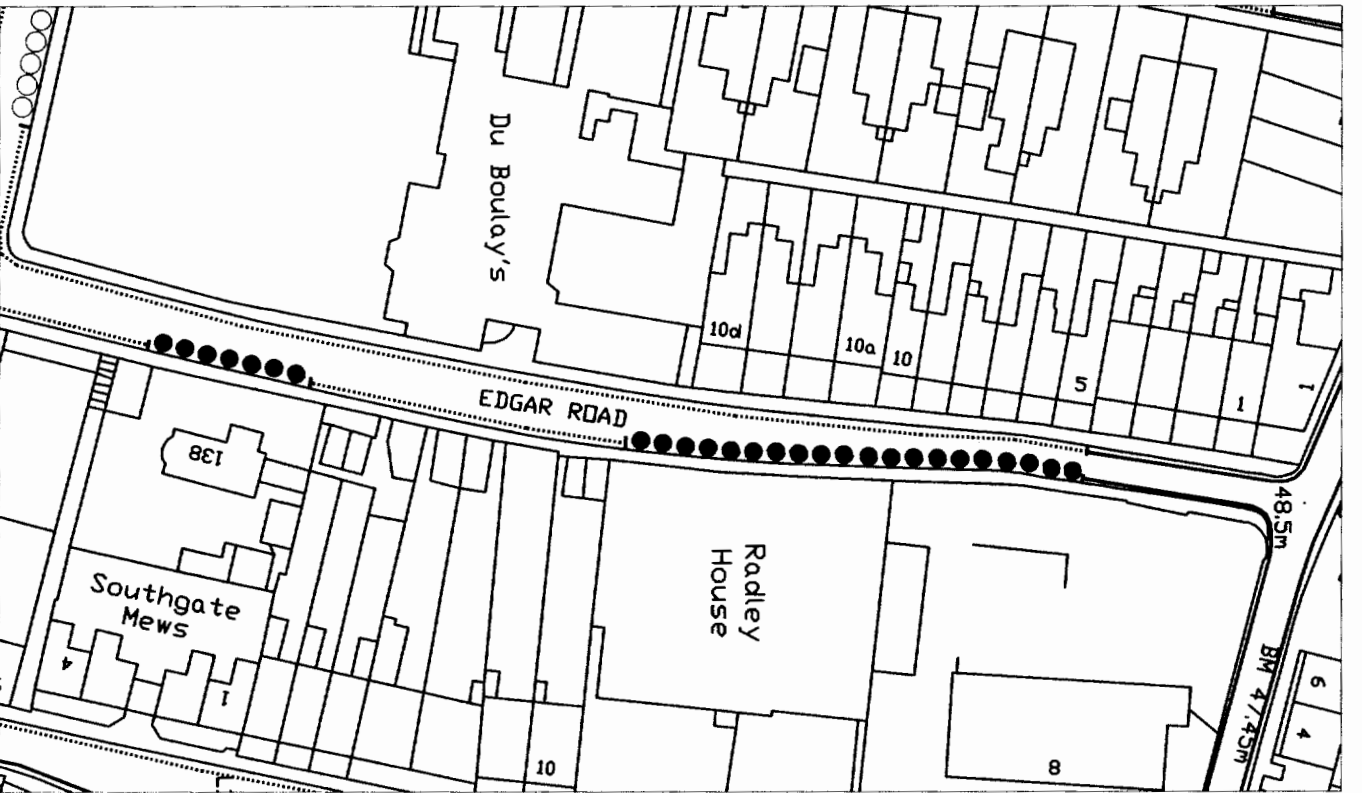 Du Boulay's
10d
10a
10
5
1
1
EDGAR ROAD
138
48.5m
Radley
House
Southgate
Mews
4
1
10
8
BM 47.45m
6
4